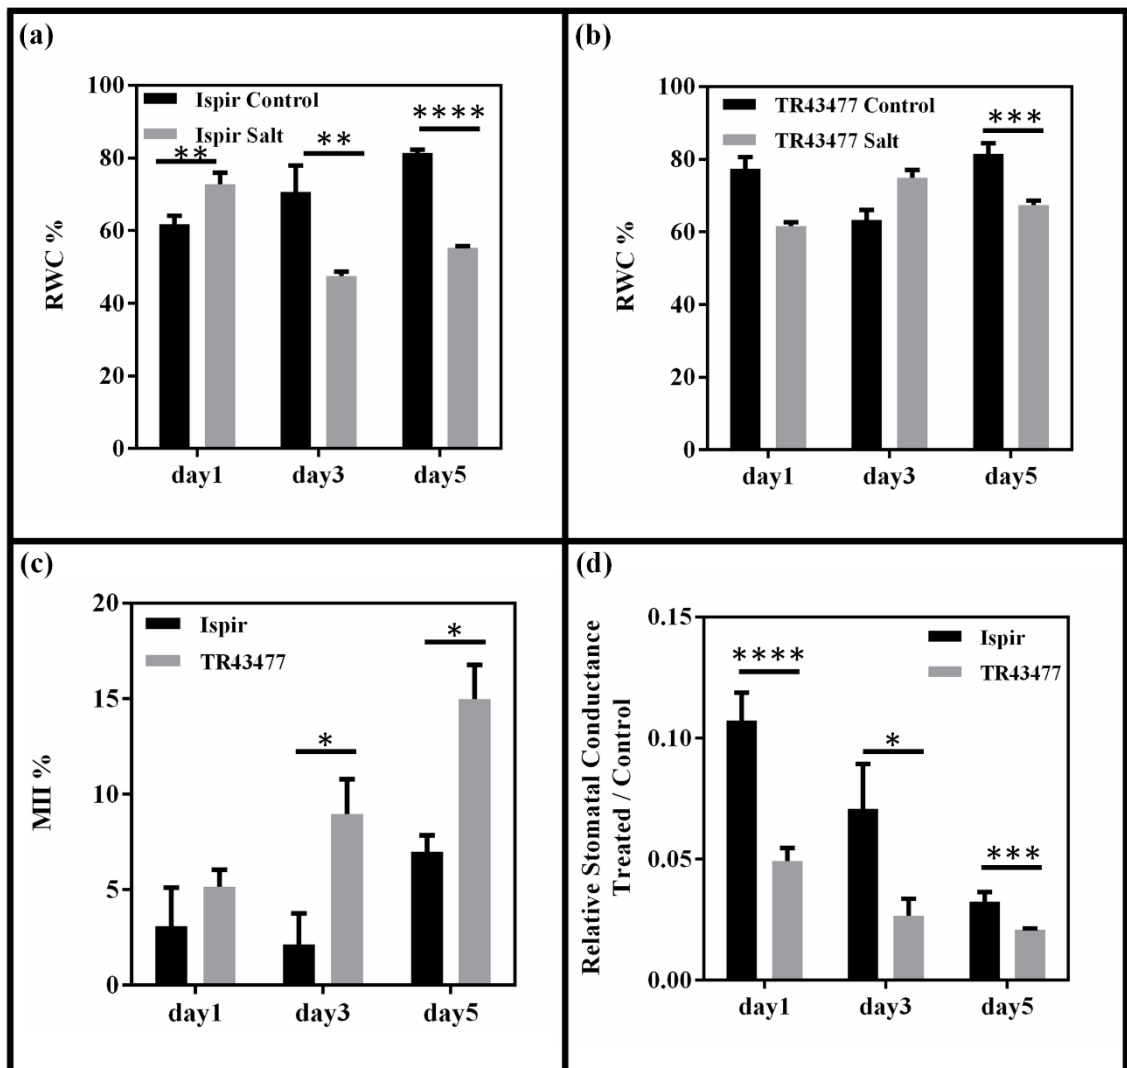 (a)
100
80
60
40
20
0
RWC %
Ispir Control
Ispir Salt
**
**
****
day1 day3 day5
(b)
100
80
60
40
20
0
RWC %
TR43477 Control
TR43477 Salt
***
day1 day3 day5
(c)
20
15
10
5
0
MII %
Ispir
TR43477
*
*
day1 day3 day5
(d)
0.15
0.10
0.05
0.00
Relative Stomatal Conductance
Treated / Control
Ispir
TR43477
****
*
***
day1 day3 day5